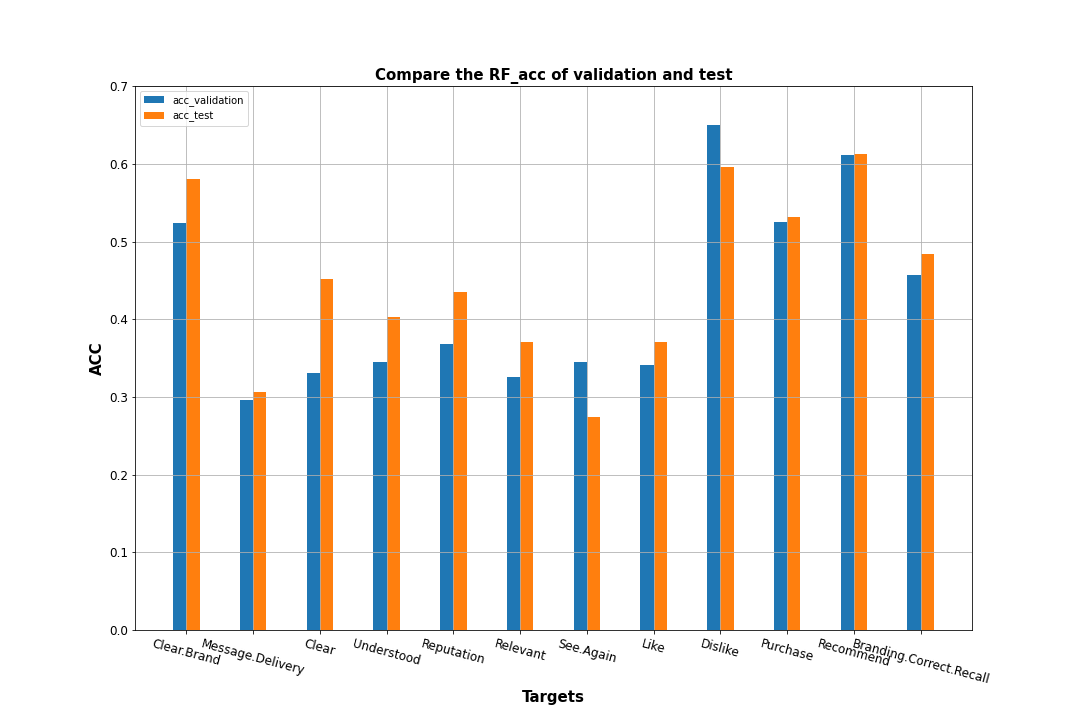 Compare the RF_acc of validation and test
acc_validation
acc_test
ACC
0.7
0.6
0.5
0.4
0.3
0.2
0.1
0.0
Clear.Brand
Message.Delivery
Clear
Understood
Reputation
Relevant
See.Again
Like
Dislike
Purchase
Recommend
Branding.Correct.Recall
Targets